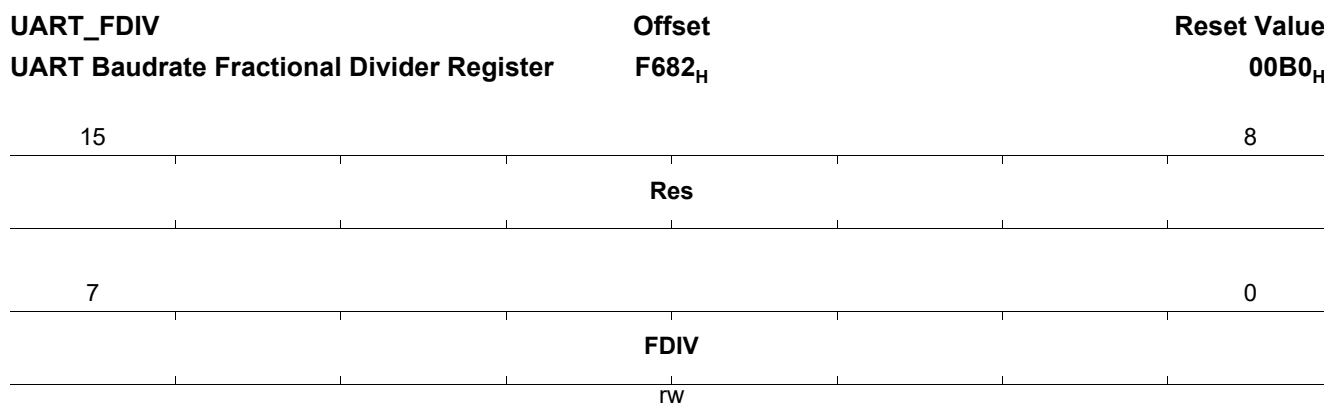 UART_FDIV Offset Reset Value
UART Baudrate Fractional Divider Register F682H 00B0H
15 8
Res
7 0
FDIV
rw